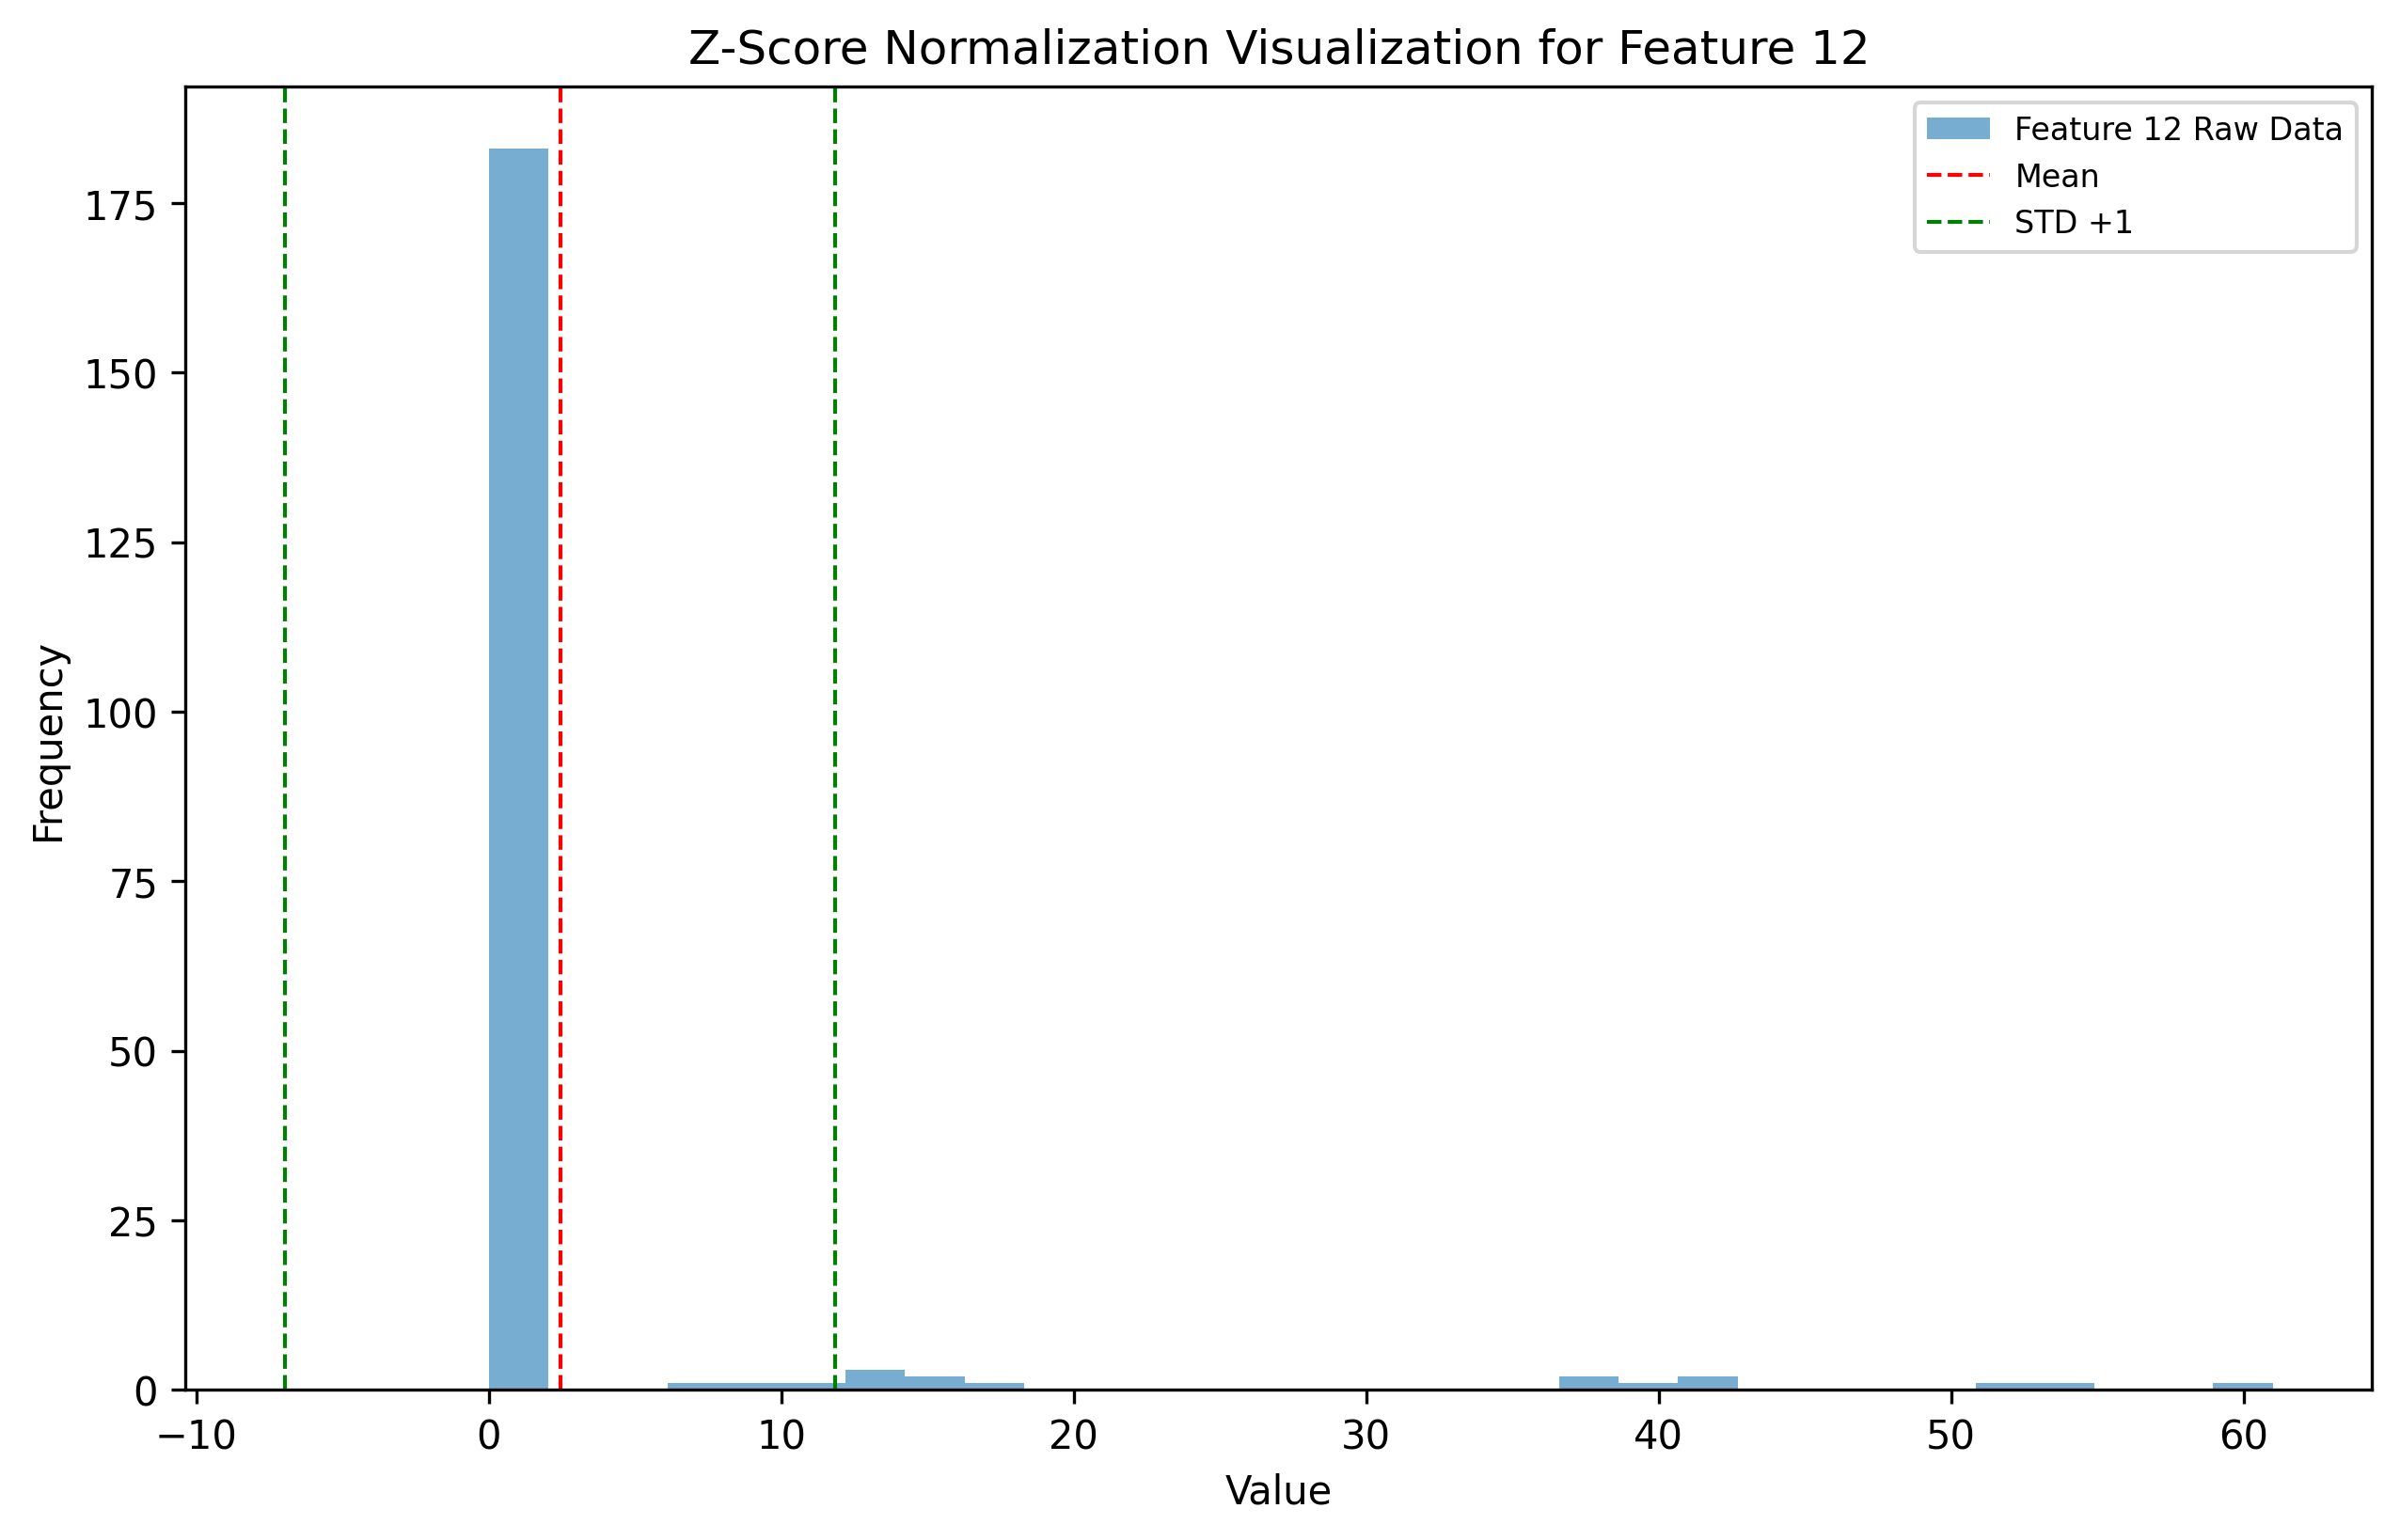 Z-Score Normalization Visualization for Feature 12
Feature 12 Raw Data
Mean
STD +1
175
150
125
100
75
50
25
0
Frequency
−10 0 10 20 30 40 50 60
Value